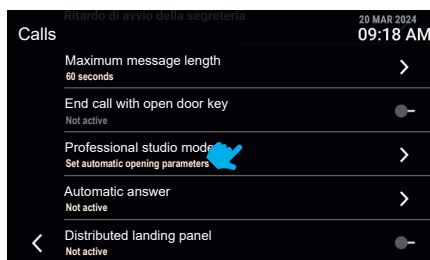 Ritardo di avvio della segreteria
20 MAR 2024
Calls
09:18 AM
Maximum message length
60 seconds
End call with open door key
Not active
Professional studio mode
Set automatic opening parameters
Automatic answer
Not active
Distributed landing panel
Not active